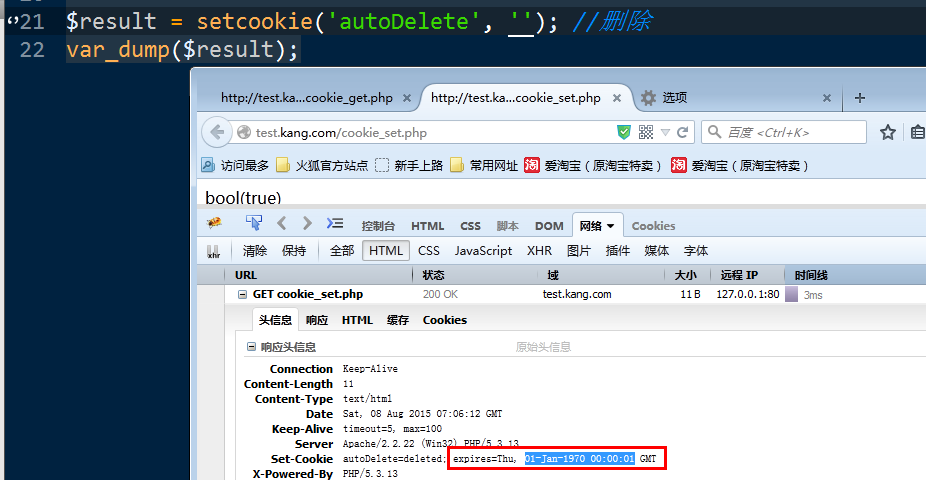 21 $result = setcookie('autoDelete', ''); //删除
22 var_dump($result);
http://test.ka...cookie_get.php × http://test.ka...cookie_set.php × 选项 × +
test.kang.com/cookie_set.php 百度 <Ctrl+K>
访问最多 火狐官方站点 新手上路 常用网址 淘 爱淘宝（原淘宝特卖） 淘 爱淘宝（原淘宝特卖）
bool(true)
控制台 HTML CSS 脚本 DOM 网络 Cookies
xhr 清除 保持 全部 HTML CSS JavaScript XHR 图片 插件 媒体 字体
URL 状态 域 大小 远程 IP 时间线
GET cookie_set.php 200 OK test.kang.com 11 B 127.0.0.1:80 3ms
头信息 响应 HTML 缓存 Cookies
响应头信息 原始头信息
Connection Keep-Alive
Content-Length 11
Content-Type text/html
Date Sat, 08 Aug 2015 07:06:12 GMT
Keep-Alive timeout=5, max=100
Server Apache/2.2.22 (Win32) PHP/5.3.13
Set-Cookie autoDelete=deleted; expires=Thu, 01-Jan-1970 00:00:01 GMT
X-Powered-By PHP/5.3.13